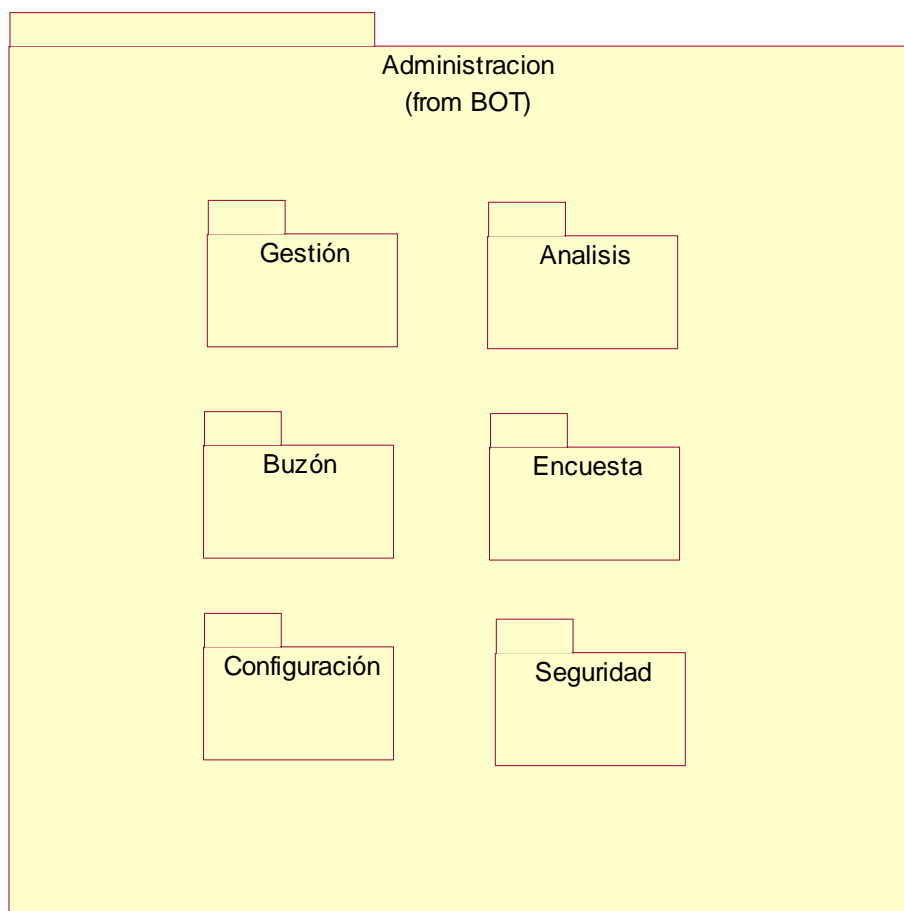 Administracion
(from BOT)
Gestión
Analisis
Buzón
Encuesta
Configuración
Seguridad